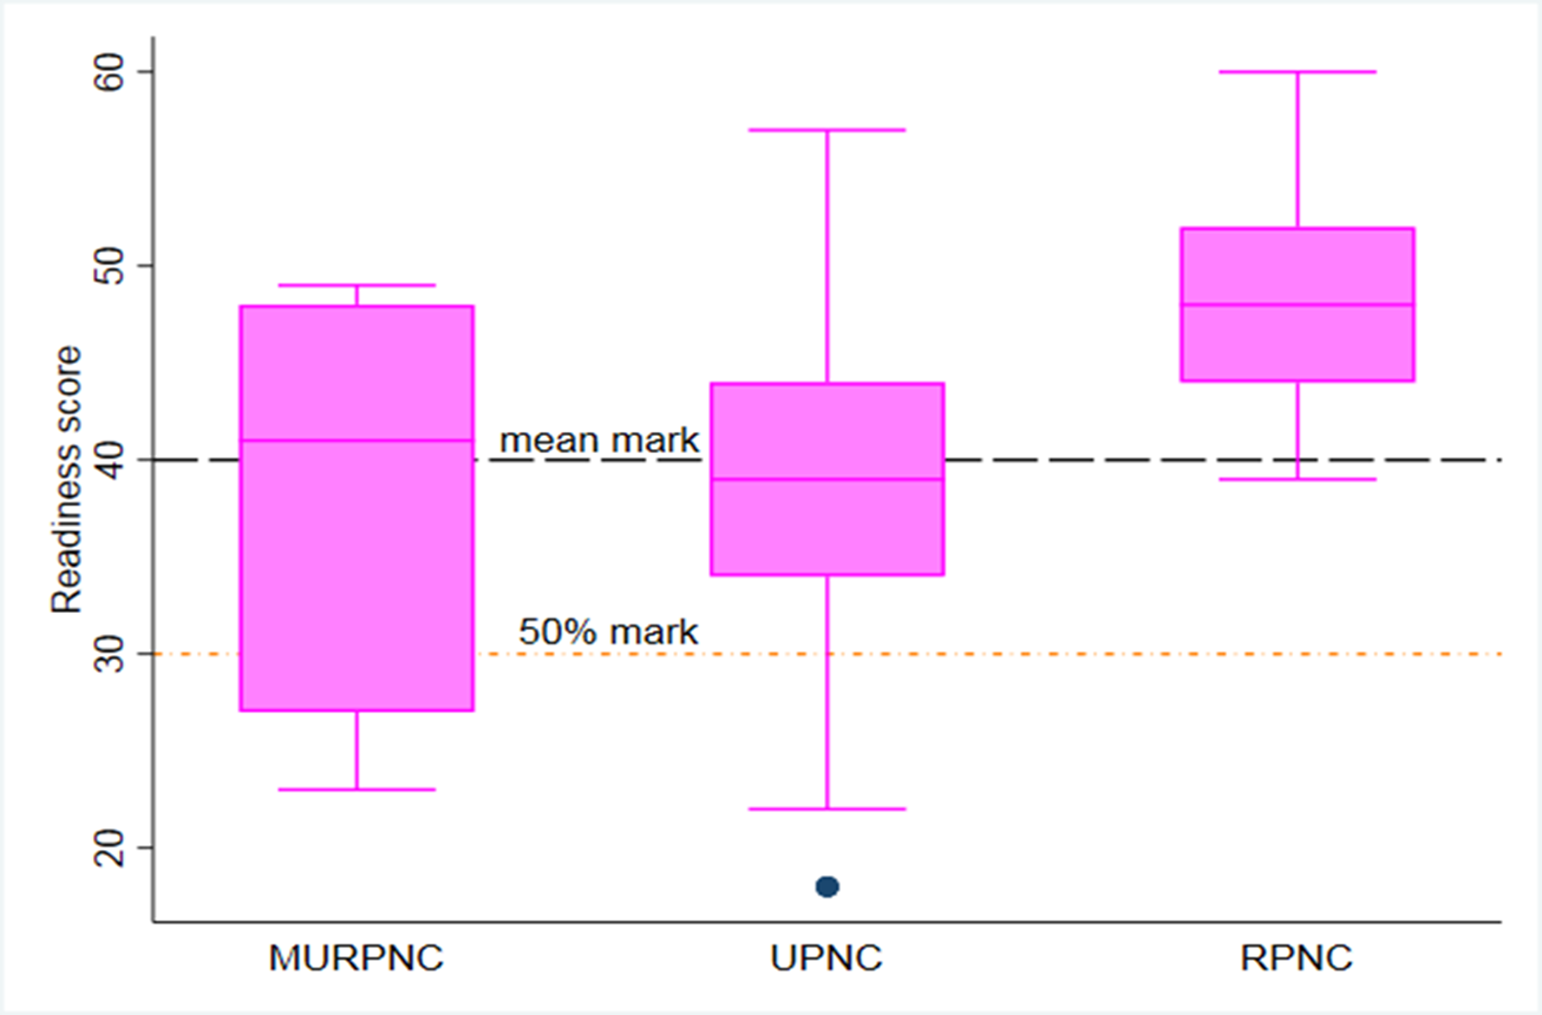 Readiness score
60
50
40
30
20
mean mark
50% mark
MURPNC
UPNC
RPNC